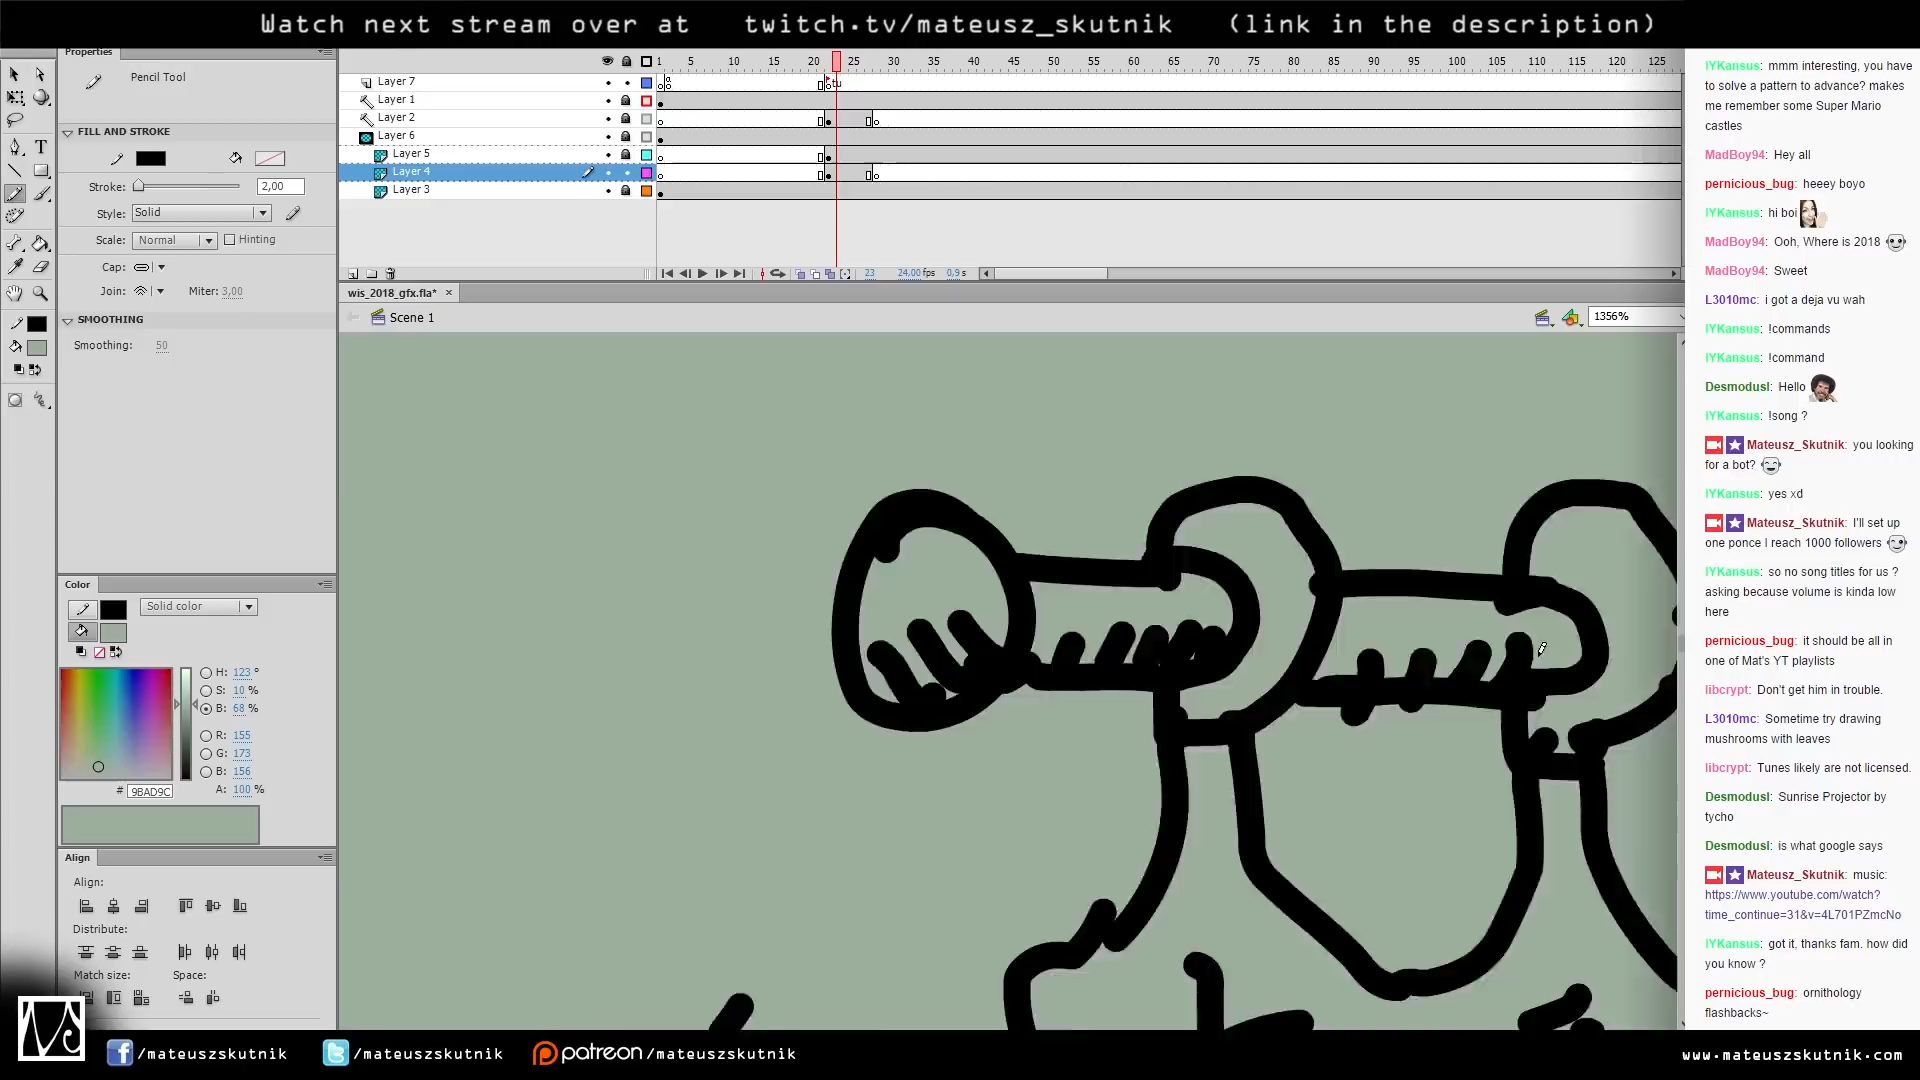 Watch next stream over at twitch.tv/mateusz_skutnik (link in the description)
Properties
Pencil Tool
FILL AND STROKE
Stroke: 2,00
Style: Solid
Scale: Normal Hinting
Cap:
Join: Miter: 3,00
SMOOTHING
Smoothing: 50
Color
Solid color
H: 123 °
S: 10 %
B: 68 %
R: 155
G: 173
B: 156
# 9BAD9C A: 100 %
Align
Align:
Distribute:
Match size: Space:
1 5 10 15 20 25 30 35 40 45 50 55 60 65 70 75 80 85 90 95 100 105 110 115 120 125
Layer 7
Layer 1
Layer 2
Layer 6
Layer 5
Layer 4
Layer 3
23 24,00 fps 0,9 s
wis_2018_gfx.fla* ×
Scene 1
1356%
IYKansus: mmm interesting, you have
to solve a pattern to advance? makes
me remember some Super Mario
castles
MadBoy94: Hey all
pernicious_bug: heeey boyo
IYKansus: hi boi
MadBoy94: Ooh, Where is 2018
MadBoy94: Sweet
L3010mc: i got a deja vu wah
IYKansus: !commands
IYKansus: !command
Desmodusl: Hello
IYKansus: !song ?
Mateusz_Skutnik: you looking
for a bot?
IYKansus: yes xd
Mateusz_Skutnik: I'll set up
one ponce I reach 1000 followers
IYKansus: so no song titles for us ?
asking because volume is kinda low
here
pernicious_bug: it should be all in
one of Mat's YT playlists
libcrypt: Don't get him in trouble.
L3010mc: Sometime try drawing
mushrooms with leaves
libcrypt: Tunes likely are not licensed.
Desmodusl: Sunrise Projector by
tycho
Desmodusl: is what google says
Mateusz_Skutnik: music:
https://www.youtube.com/watch?
time_continue=31&v=4L701PZmcNo
IYKansus: got it, thanks fam. how did
you know ?
pernicious_bug: ornithology
flashbacks~
/mateuszskutnik /mateuszskutnik patreon /mateuszskutnik www.mateuszskutnik.com